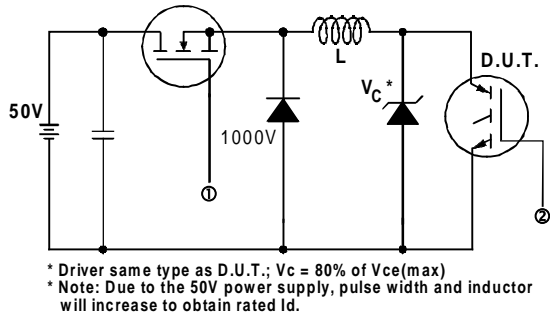 L
D.U.T.
V C *
50V
1000V
①
②
* Driver same type as D.U.T.; Vc = 80% of Vce(max)
* Note: Due to the 50V power supply, pulse width and inductor
will increase to obtain rated Id.